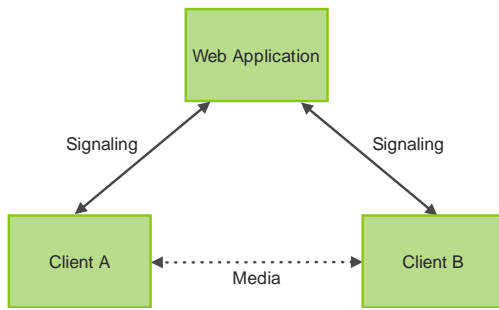 Web Application
Signaling
Signaling
Client A
Client B
Media